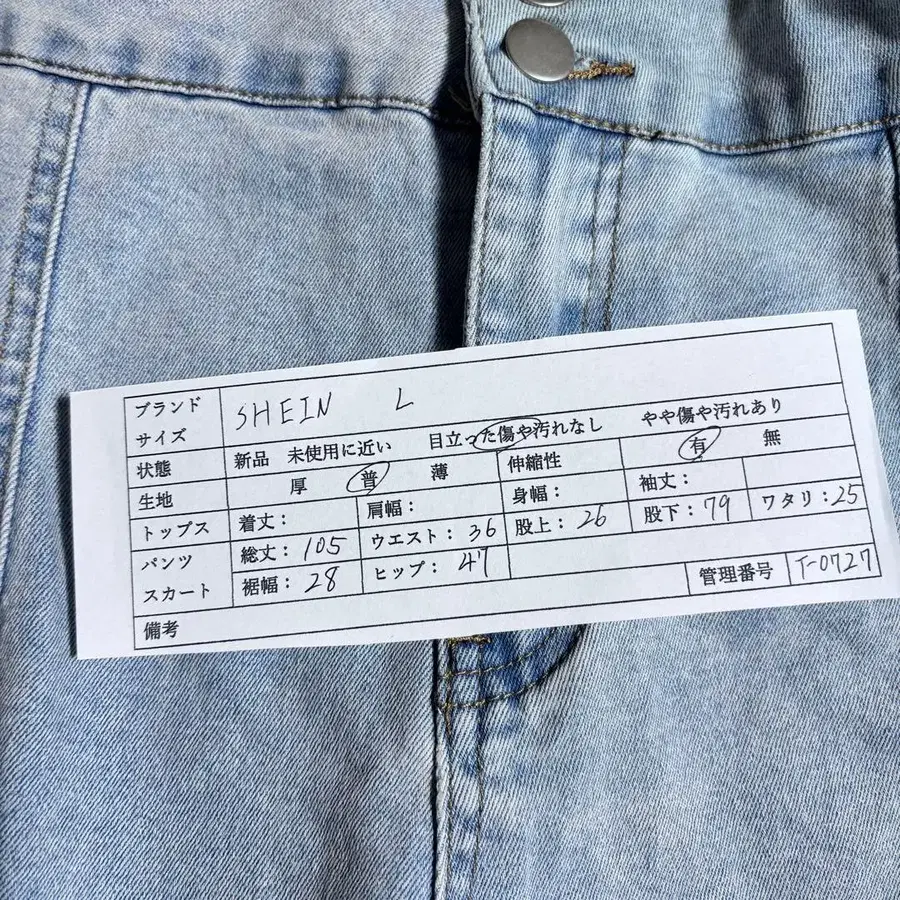 ブランド SHEIN L
サイズ
状態 新品 未使用に近い 目立った傷や汚れなし やや傷や汚れあり
生地 厚 普 薄 伸縮性 有 無
トップス 着丈: 肩幅: 身幅: 袖丈:
パンツ 総丈: 105 ウエスト: 36 股上: 26 股下: 79 ワタリ: 25
スカート 裾幅: 28 ヒップ: 47
備考 管理番号 T-0727